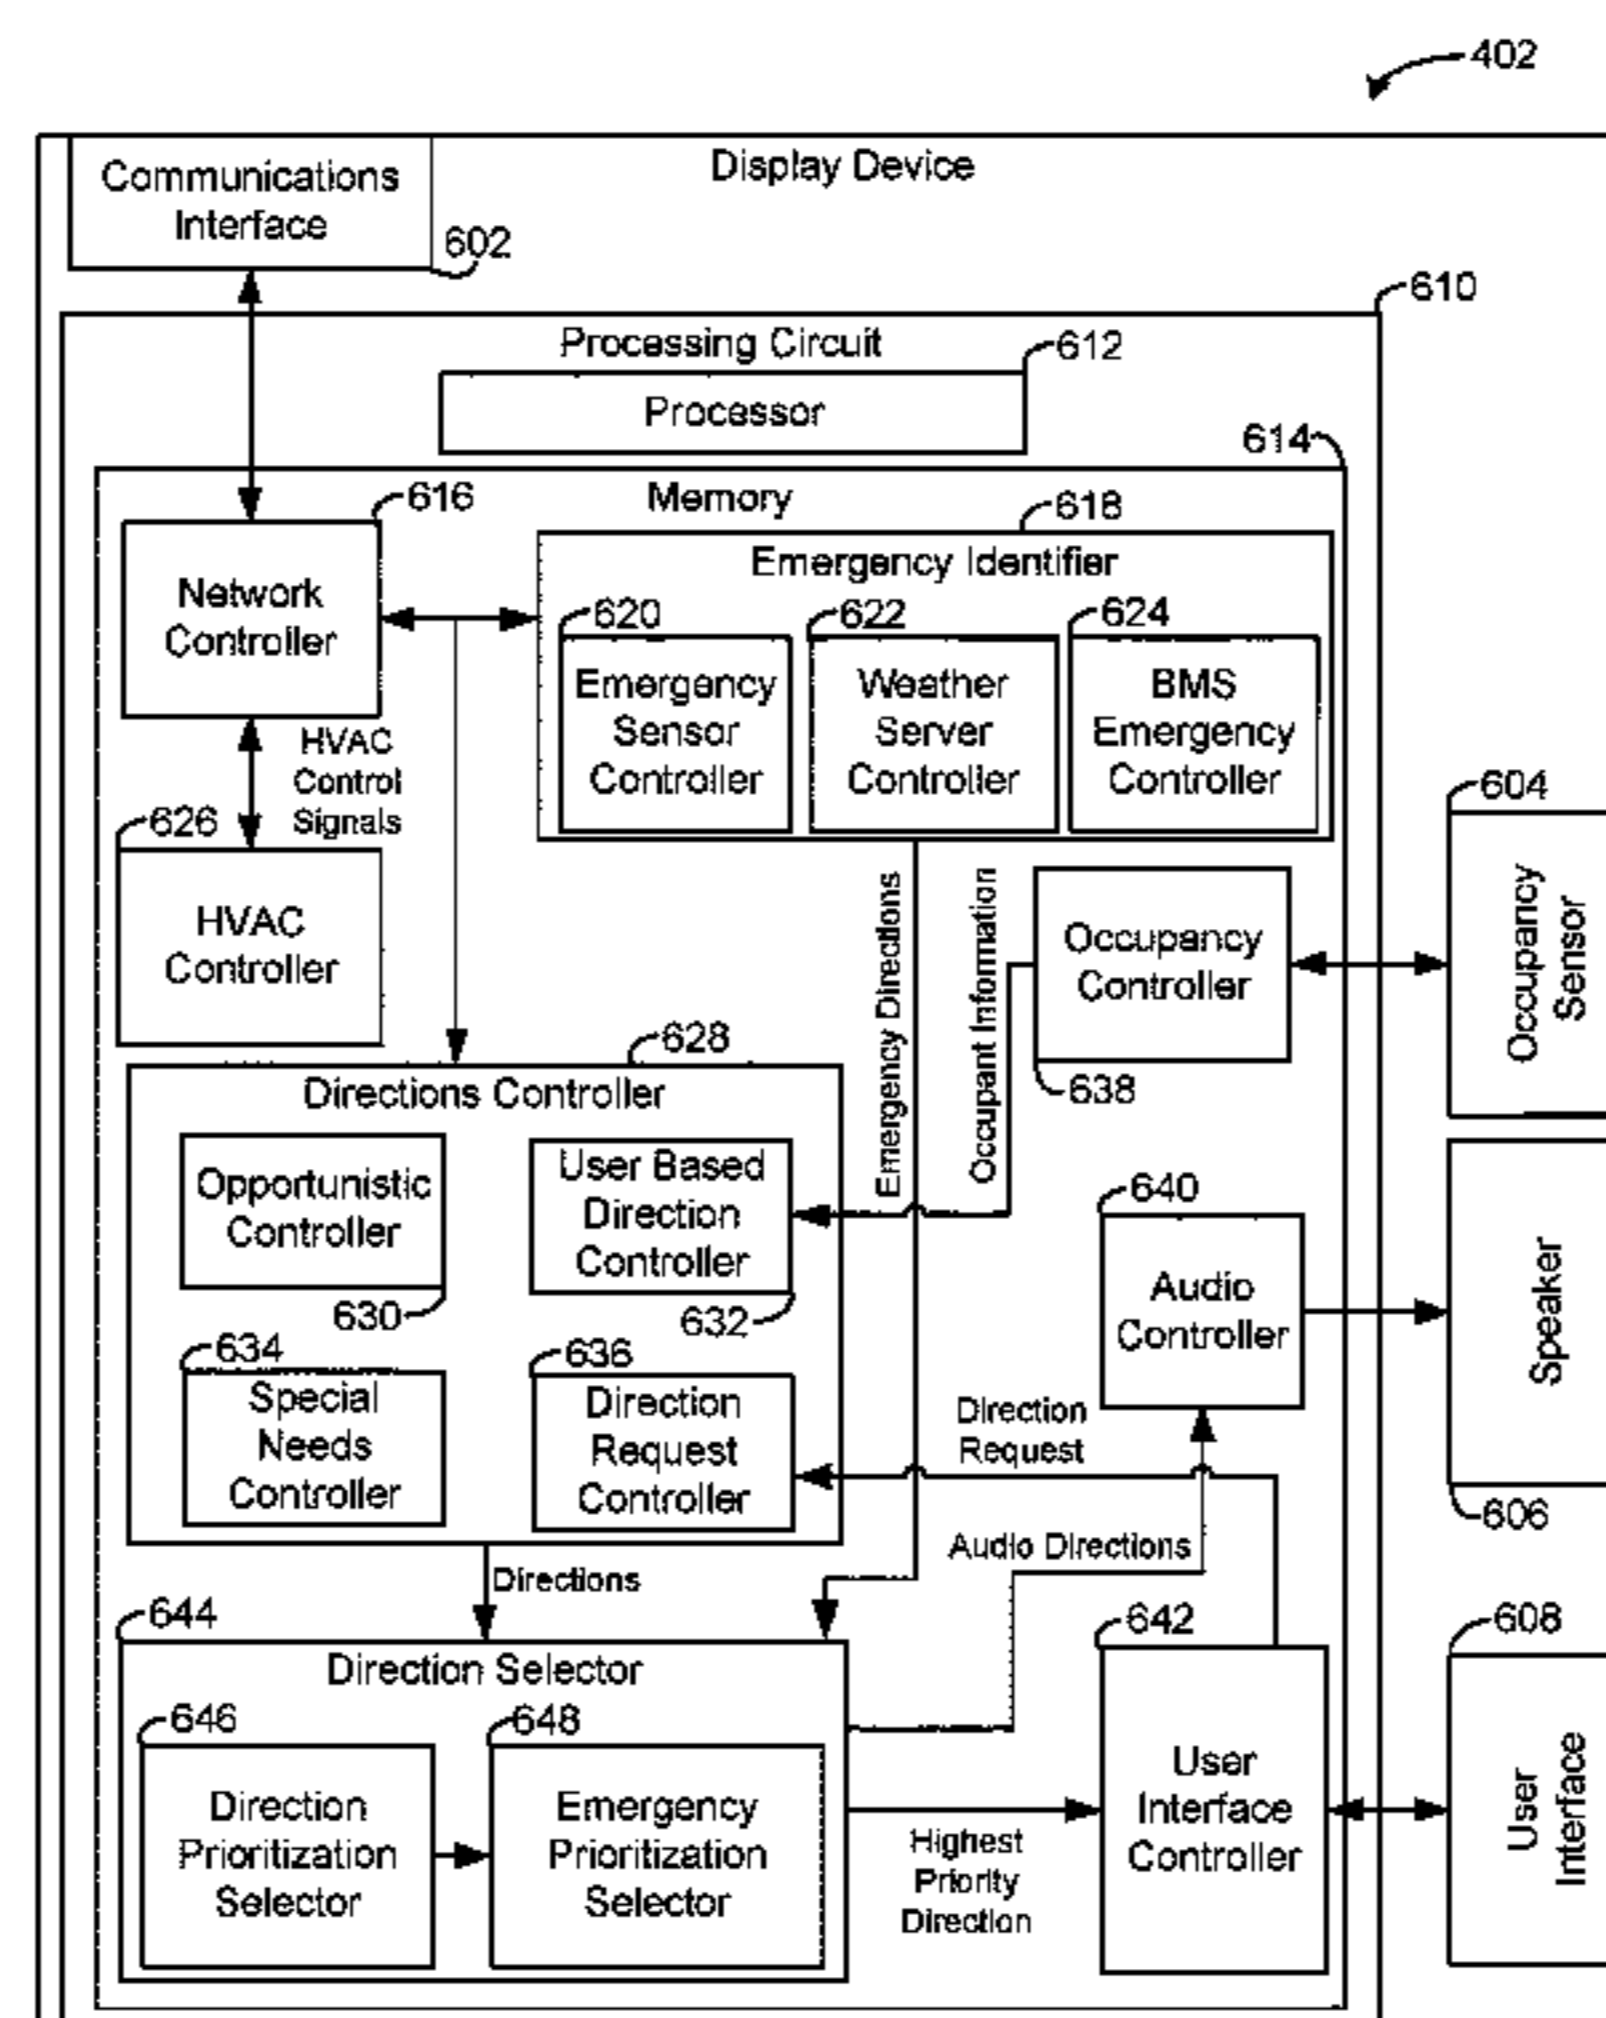 402
Display Device
Communications
Interface
602
610
Processing Circuit
612
Processor
614
Memory
616
Network
Controller
618
Emergency Identifier
620
Emergency
Sensor
Controller
622
Weather
Server
Controller
624
BMS
Emergency
Controller
HVAC
Control
Signals
626
HVAC
Controller
604
Occupancy
Sensor
Emergency Directions
Occupant Information
Occupancy
Controller
638
628
Directions Controller
Opportunistic
Controller
630
User Based
Direction
Controller
632
634
Special
Needs
Controller
636
Direction
Request
Controller
640
Audio
Controller
Speaker
606
Direction
Request
Audio Directions
Directions
644
Direction Selector
646
Direction
Prioritization
Selector
648
Emergency
Prioritization
Selector
Highest
Priority
Direction
642
User
Interface
Controller
608
User
Interface